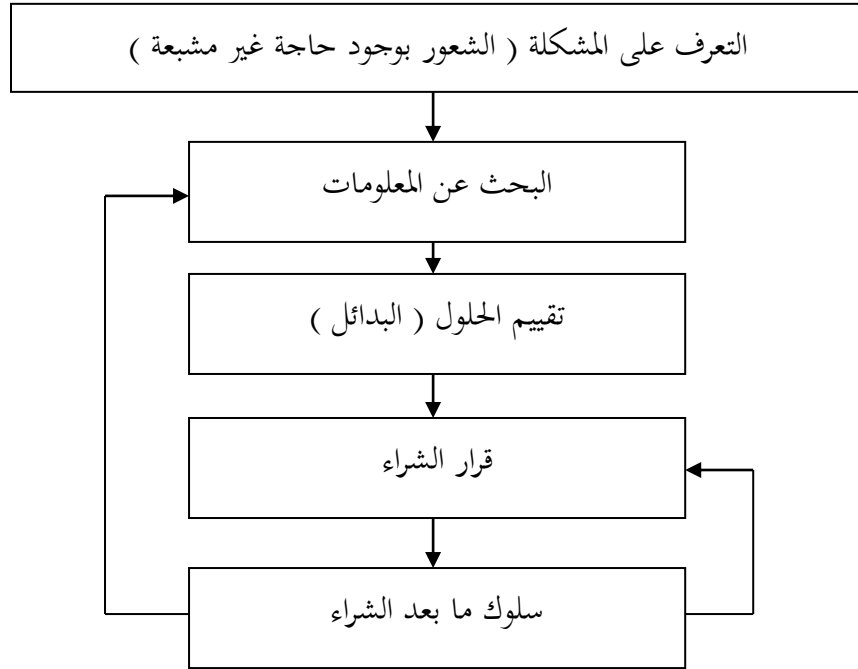 التعرف على المشكلة ( الشعور بوجود حاجة غير مشبعة )
البحث عن المعلومات
تقييم الحلول ( البدائل )
قرار الشراء
سلوك ما بعد الشراء